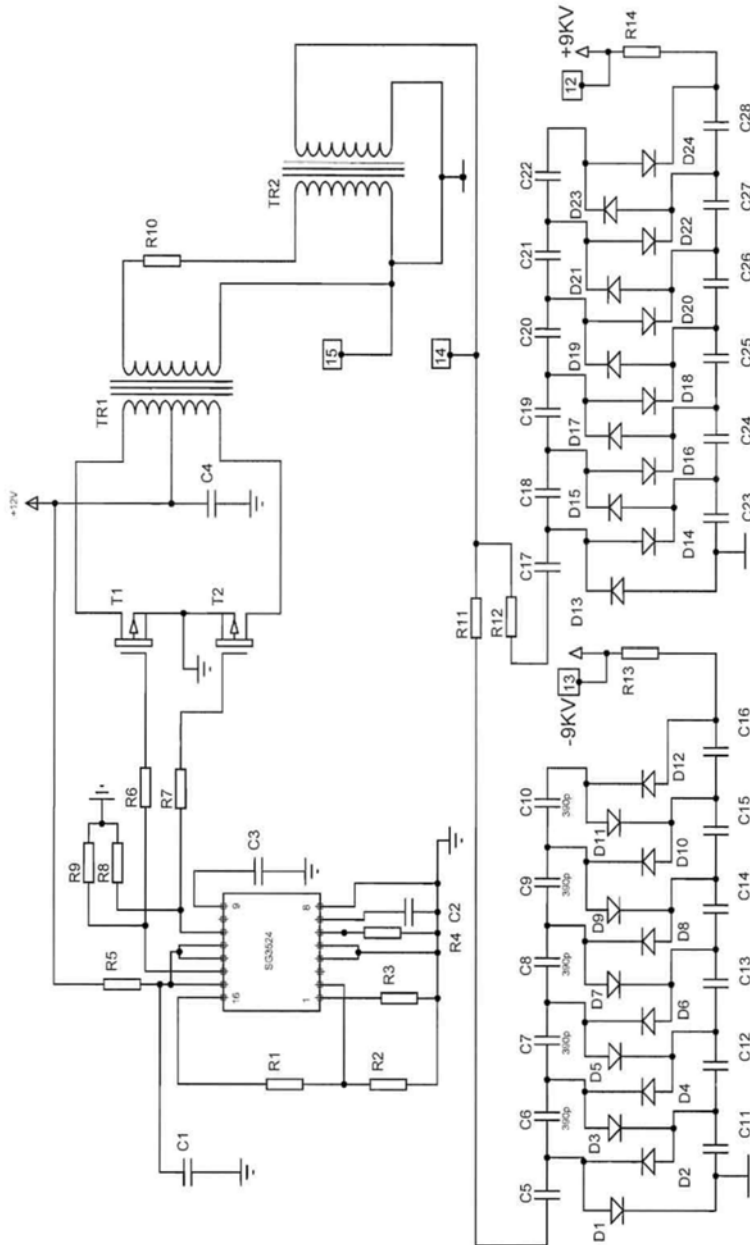 +12V
C1
R5
R9
R8
R6
R7
T1
T2
C4
TR1
R10
TR2
15
14
16
9
SG3524
1
8
C3
C2
R1
R2
R3
R4
R11
R12
C5
C6
390p
C7
390p
C8
390p
C9
390p
C10
390p
D1
D2
D3
D4
D5
D6
D7
D8
D9
D10
D11
D12
C11
C12
C13
C14
C15
C16
-9KV
13
R13
C17
C18
C19
C20
C21
C22
D13
D14
D15
D16
D17
D18
D19
D20
D21
D22
D23
D24
C23
C24
C25
C26
C27
C28
+9KV
12
R14